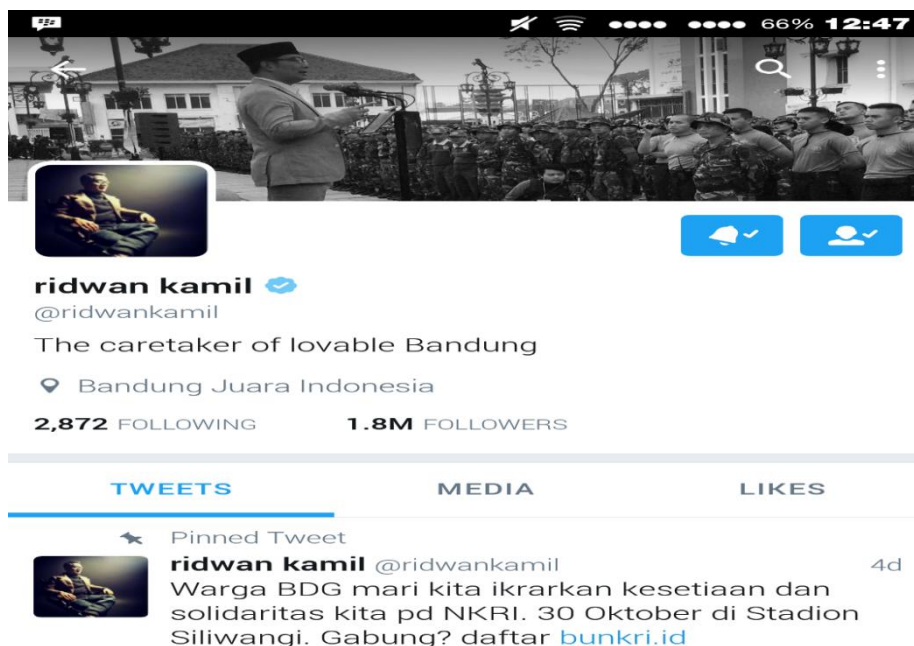 66% 12:47
ridwan kamil
@ridwankamil
The caretaker of lovable Bandung
Bandung Juara Indonesia
2,872 FOLLOWING 1.8M FOLLOWERS
TWEETS MEDIA LIKES
Pinned Tweet
ridwan kamil @ridwankamil 4d
Warga BDG mari kita ikrarkan kesetiaan dan
solidaritas kita pd NKRI. 30 Oktober di Stadion
Siliwangi. Gabung? daftar bunkri.id